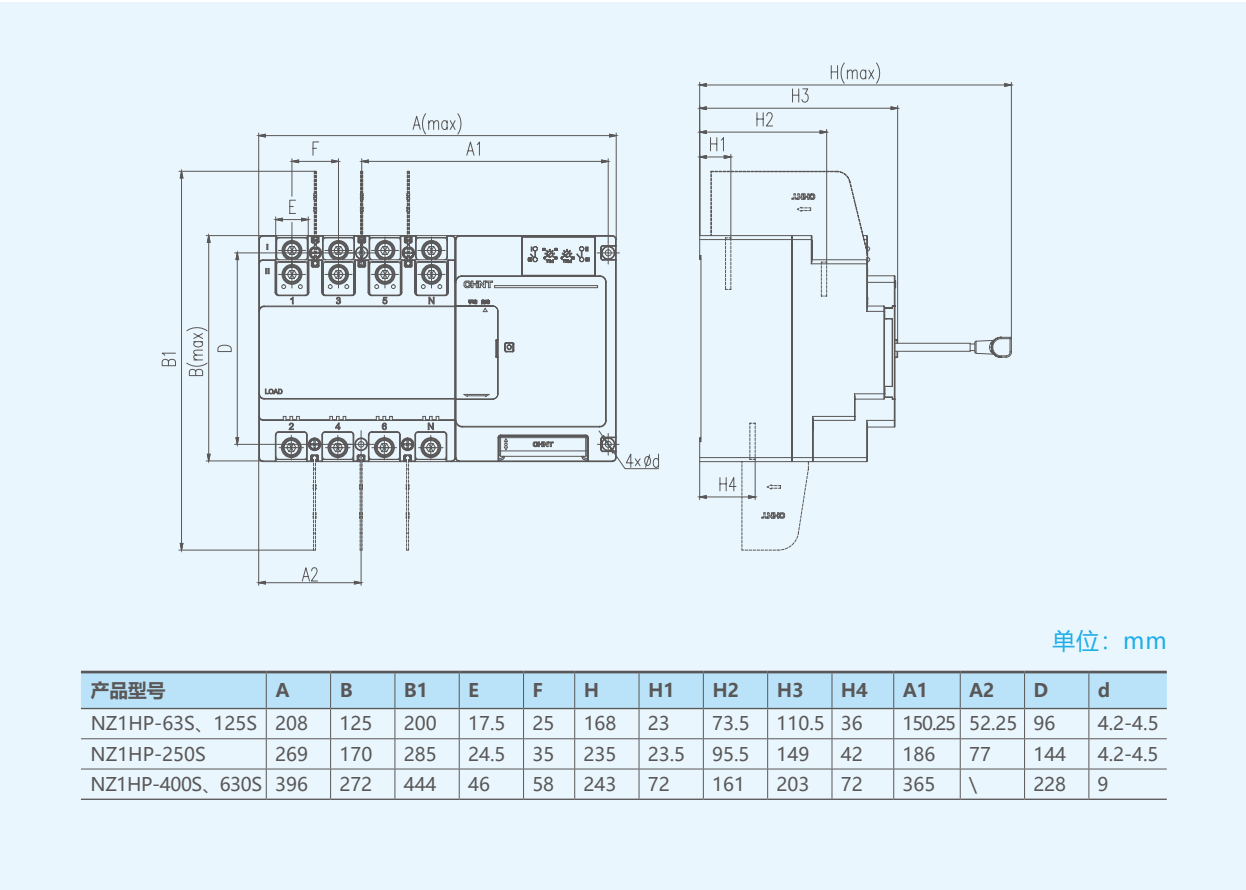 H(max)
H3
A(max)
H2
F
A1
H1
E
CHNT
I
II
CHNT
1 3 5 N
B1
B(max)
D
LOAD
2 4 6 N
CHNT
4×Ød
H4
CHNT
A2
单位：mm
产品型号 A B B1 E F H H1 H2 H3 H4 A1 A2 D d
NZ1HP-63S、125S 208 125 200 17.5 25 168 23 73.5 110.5 36 150.25 52.25 96 4.2-4.5
NZ1HP-250S 269 170 285 24.5 35 235 23.5 95.5 149 42 186 77 144 4.2-4.5
NZ1HP-400S、630S 396 272 444 46 58 243 72 161 203 72 365 \ 228 9